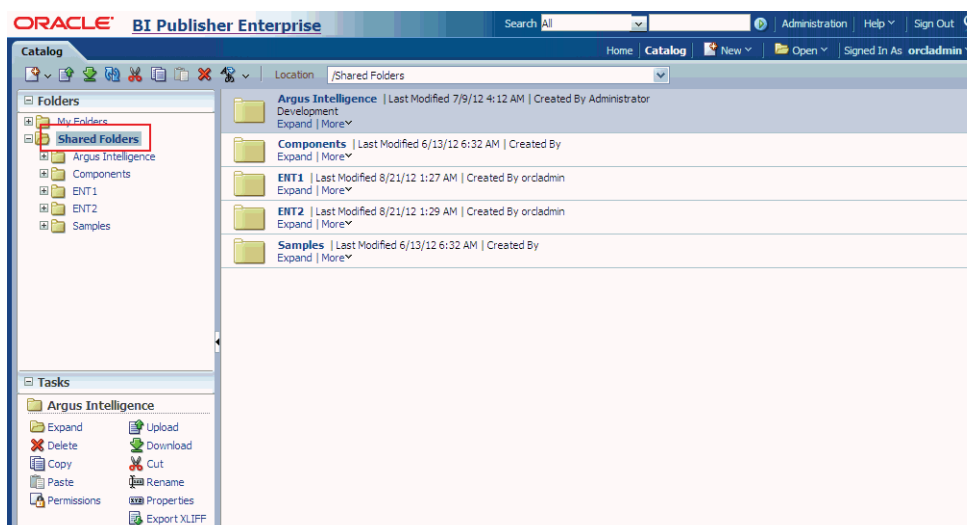 ORACLE BI Publisher Enterprise Search All Administration Help Sign Out
Catalog Home Catalog New Open Signed In As orcladmin
Location /Shared Folders
Folders
My Folders
Shared Folders
Argus Intelligence
Components
ENT1
ENT2
Samples
Argus Intelligence | Last Modified 7/9/12 4:12 AM | Created By Administrator
Development
Expand | More
Components | Last Modified 6/13/12 6:32 AM | Created By
Expand | More
ENT1 | Last Modified 8/21/12 1:27 AM | Created By orcladmin
Expand | More
ENT2 | Last Modified 8/21/12 1:29 AM | Created By orcladmin
Expand | More
Samples | Last Modified 6/13/12 6:32 AM | Created By
Expand | More
Tasks
Argus Intelligence
Expand Upload
Delete Download
Copy Cut
Paste Rename
Permissions Properties
Export XLIFF